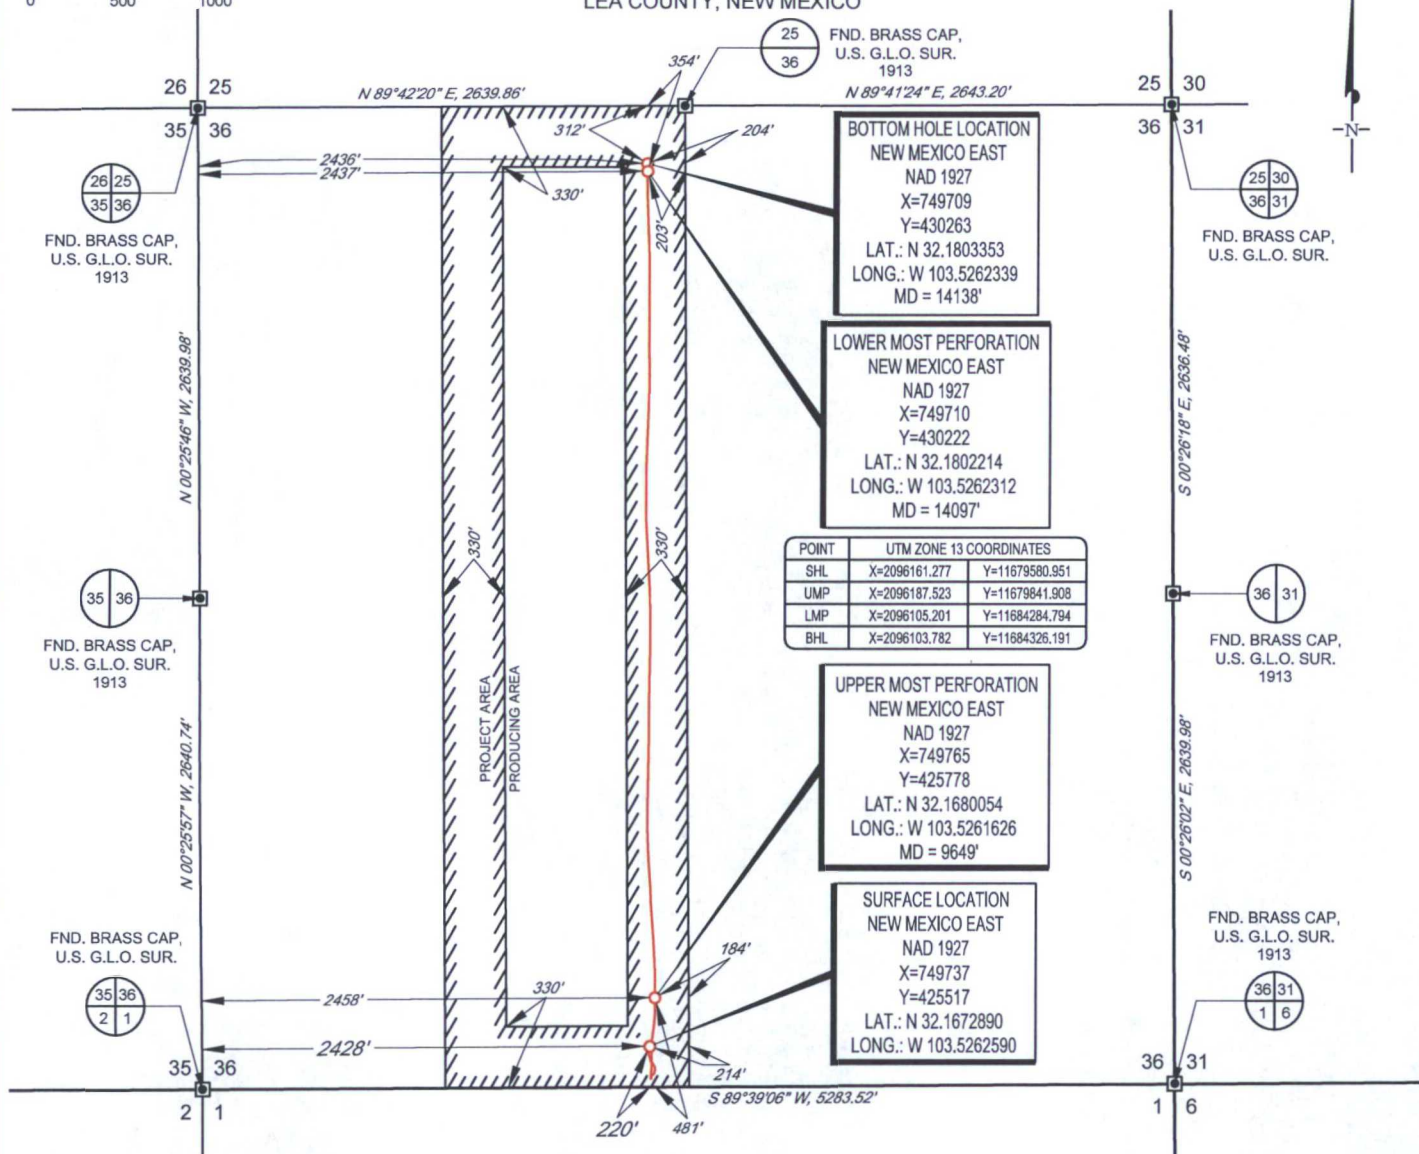 0 500 1000
LEA COUNTY, NEW MEXICO
25
36
FND. BRASS CAP,
U.S. G.L.O. SUR.
1913
354'
26 25
N 89°42'20" E, 2639.86'
N 89°41'24" E, 2643.20'
25 30
35 36
36 31
312'
204'
-N-
2436'
2437'
330'
203'
26 25
35 36
FND. BRASS CAP,
U.S. G.L.O. SUR.
1913
25 30
36 31
FND. BRASS CAP,
U.S. G.L.O. SUR.
BOTTOM HOLE LOCATION
NEW MEXICO EAST
NAD 1927
X=749709
Y=430263
LAT.: N 32.1803353
LONG.: W 103.5262339
MD = 14138'
LOWER MOST PERFORATION
NEW MEXICO EAST
NAD 1927
X=749710
Y=430222
LAT.: N 32.1802214
LONG.: W 103.5262312
MD = 14097'
N 00°25'46" W, 2639.98'
S 00°26'18" E, 2636.48'
330'
330'
POINT UTM ZONE 13 COORDINATES
SHL X=2096161.277 Y=11679580.951
UMP X=2096187.523 Y=11679841.908
LMP X=2096105.201 Y=11684284.794
BHL X=2096103.782 Y=11684326.191
35 36
FND. BRASS CAP,
U.S. G.L.O. SUR.
1913
36 31
FND. BRASS CAP,
U.S. G.L.O. SUR.
1913
PROJECT AREA
PRODUCING AREA
UPPER MOST PERFORATION
NEW MEXICO EAST
NAD 1927
X=749765
Y=425778
LAT.: N 32.1680054
LONG.: W 103.5261626
MD = 9649'
N 00°25'57" W, 2640.74'
S 00°26'02" E, 2639.98'
SURFACE LOCATION
NEW MEXICO EAST
NAD 1927
X=749737
Y=425517
LAT.: N 32.1672890
LONG.: W 103.5262590
FND. BRASS CAP,
U.S. G.L.O. SUR.
35 36
2 1
FND. BRASS CAP,
U.S. G.L.O. SUR.
1913
36 31
1 6
184'
2458'
330'
2428'
35 36
214'
36 31
2 1
S 89°39'06" W, 5283.52'
1 6
220'
481'